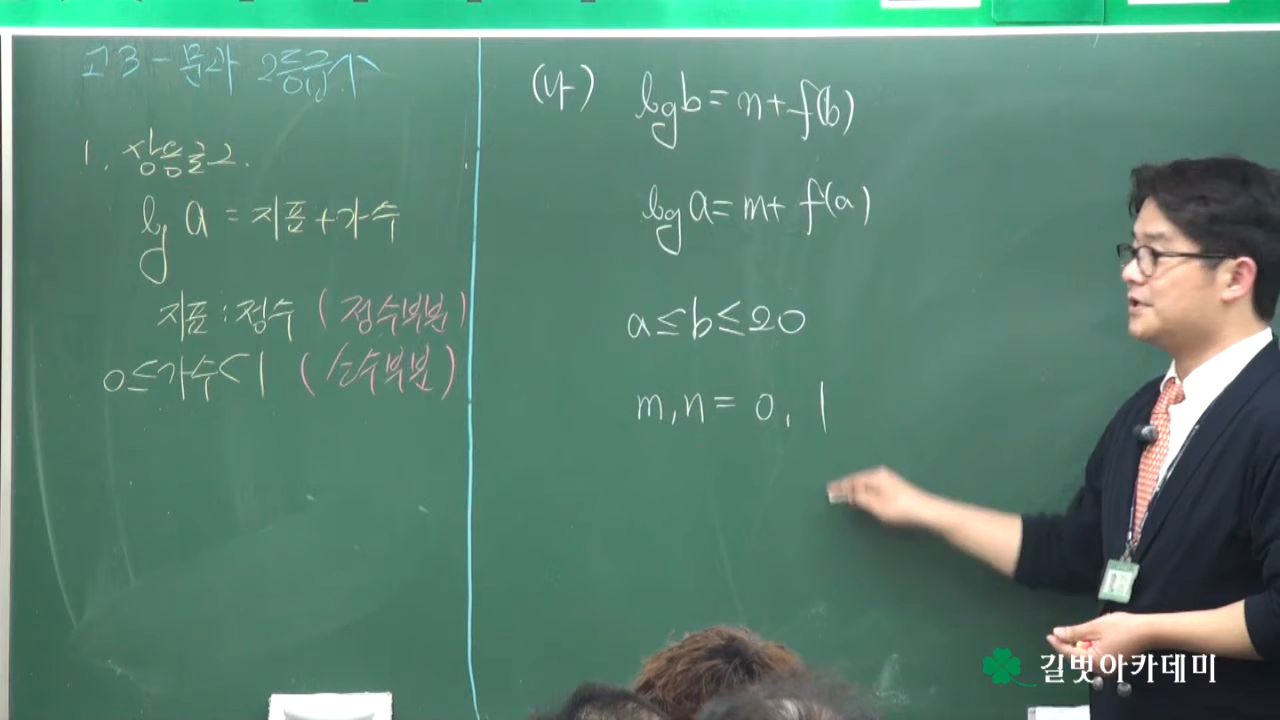 고3-문과 2등급↑
1. 상용로그.
log a = 지표+가수
지표 : 정수 (정수부분)
0≤가수<1 (소수부분)
(나) log b = n+f(b)
log a = m+ f(a)
a≤b≤20
m, n = 0, 1
길벗아카데미